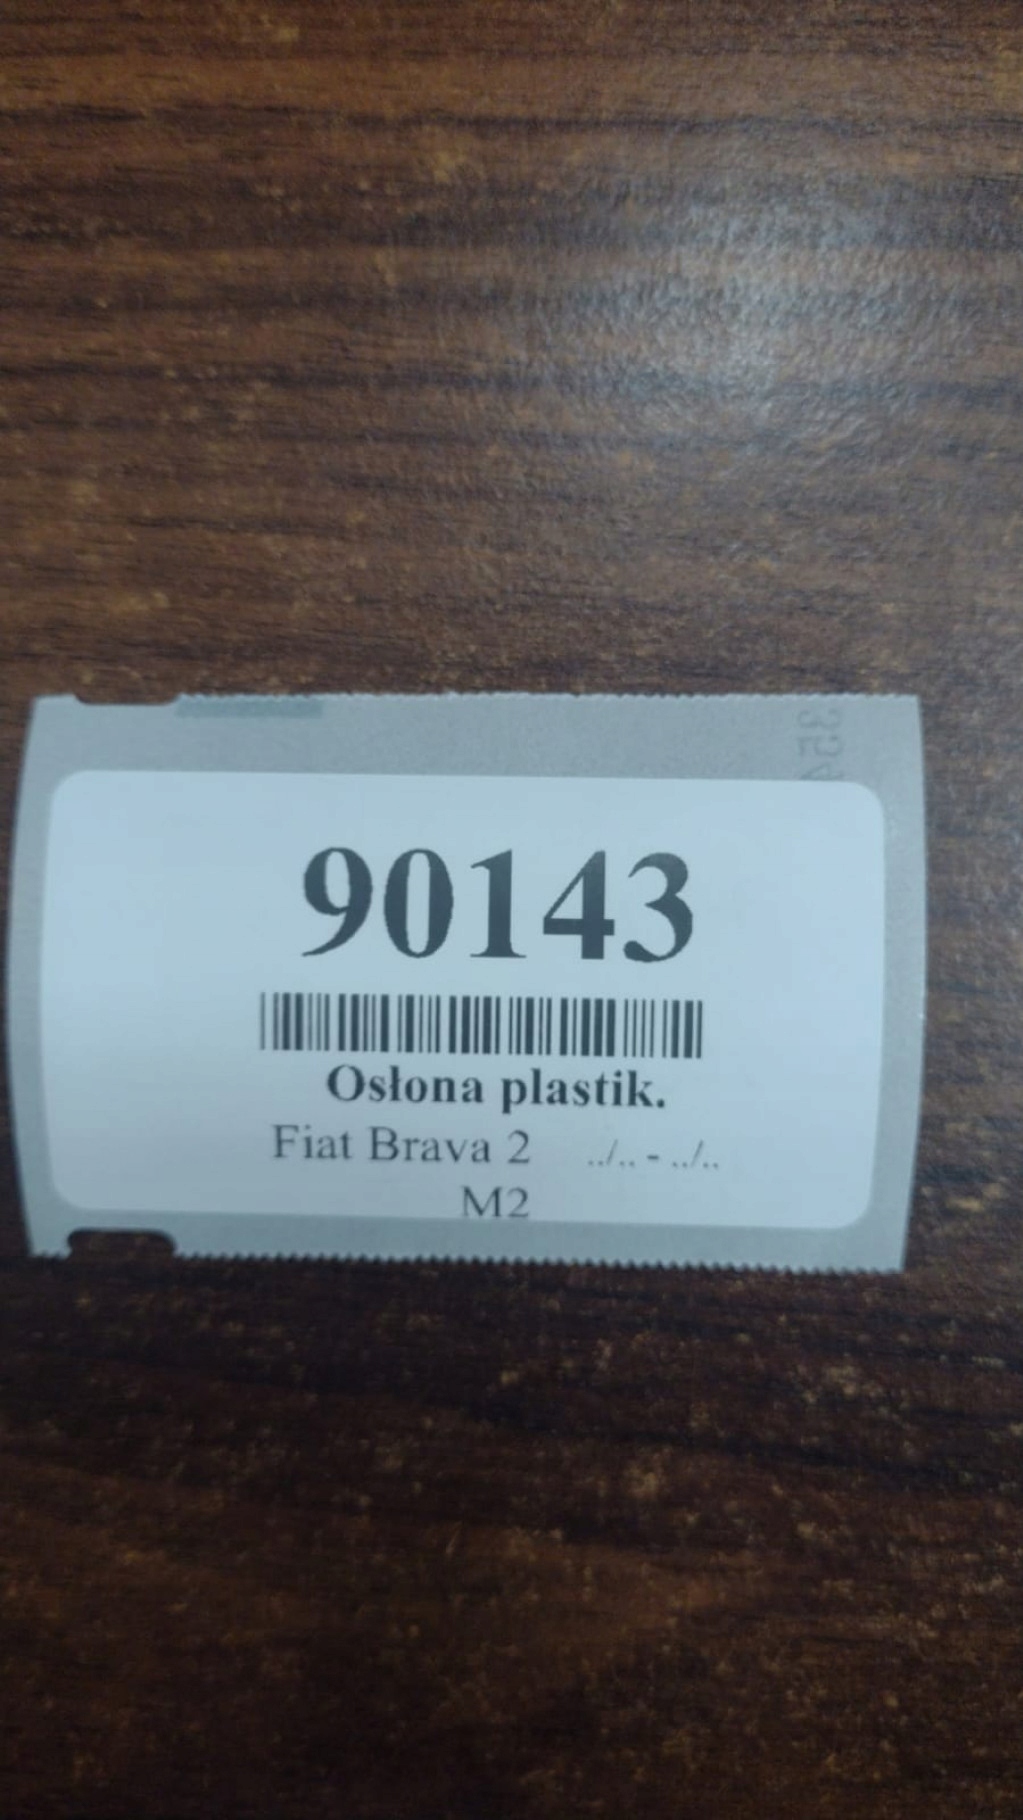 90143
Osłona plastik.
Fiat Brava 2 ../.. - ../..
M2